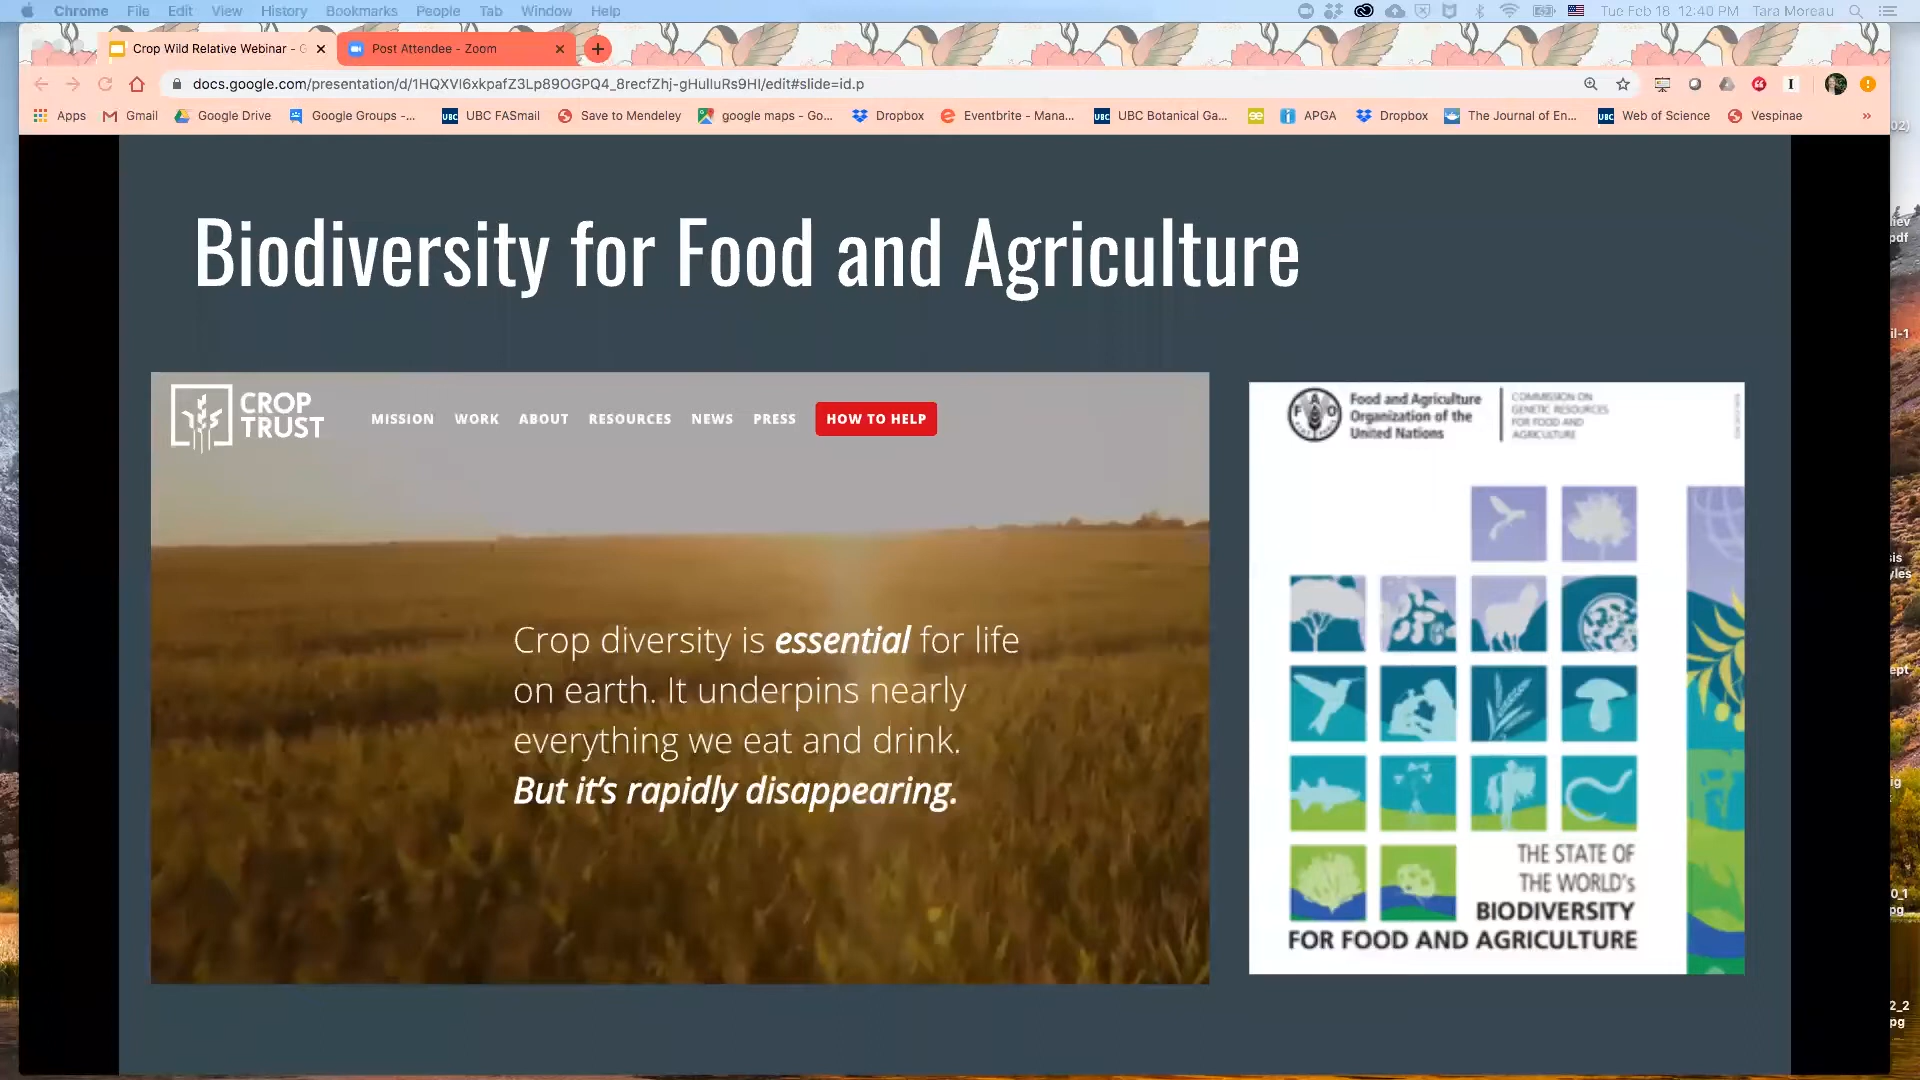 Chrome File Edit View History Bookmarks People Tab Window Help
Tue Feb 18 12:40 PM Tara Moreau
Crop Wild Relative Webinar - G
Post Attendee - Zoom
docs.google.com/presentation/d/1HQXVl6xkpafZ3Lp89OGPQ4_8recfZhj-gHulluRs9HI/edit#slide=id.p
Apps Gmail Google Drive Google Groups -... UBC FASmail Save to Mendeley google maps - Go... Dropbox Eventbrite - Mana... UBC Botanical Ga... APGA Dropbox The Journal of En... Web of Science Vespinae
Biodiversity for Food and Agriculture
CROP
TRUST
MISSION WORK ABOUT RESOURCES NEWS PRESS HOW TO HELP
Crop diversity is essential for life
on earth. It underpins nearly
everything we eat and drink.
But it's rapidly disappearing.
FAO
Food and Agriculture
Organization of the
United Nations
COMMISSION ON
GENETIC RESOURCES
FOR FOOD AND
AGRICULTURE
THE STATE OF
THE WORLD's
BIODIVERSITY
FOR FOOD AND AGRICULTURE